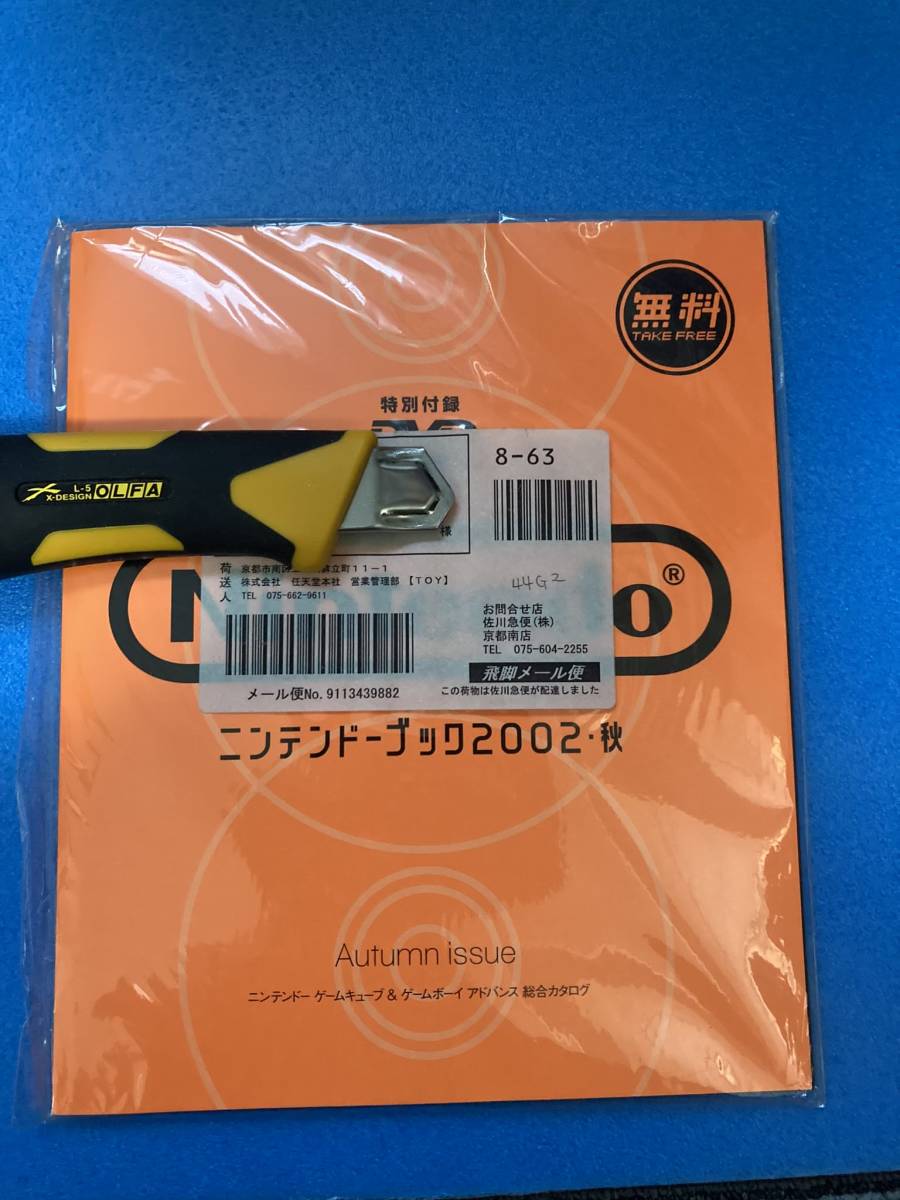 無料
TAKE FREE
特別付録
8-63
L-5
X-DESIGN OLFA
様
荷 京都市南区 立町11-1
送 株式会社 任天堂本社 営業管理部 【TOY】
人 TEL 075-662-9611
44G2
お問合せ店
佐川急便(株)
京都南店
TEL 075-604-2255
飛脚メール便
メール便No. 9113439882
この荷物は佐川急便が配達しました
®
ニンテンドーブック2002・秋
Autumn issue
ニンテンドー ゲームキューブ & ゲームボーイ アドバンス 総合カタログ